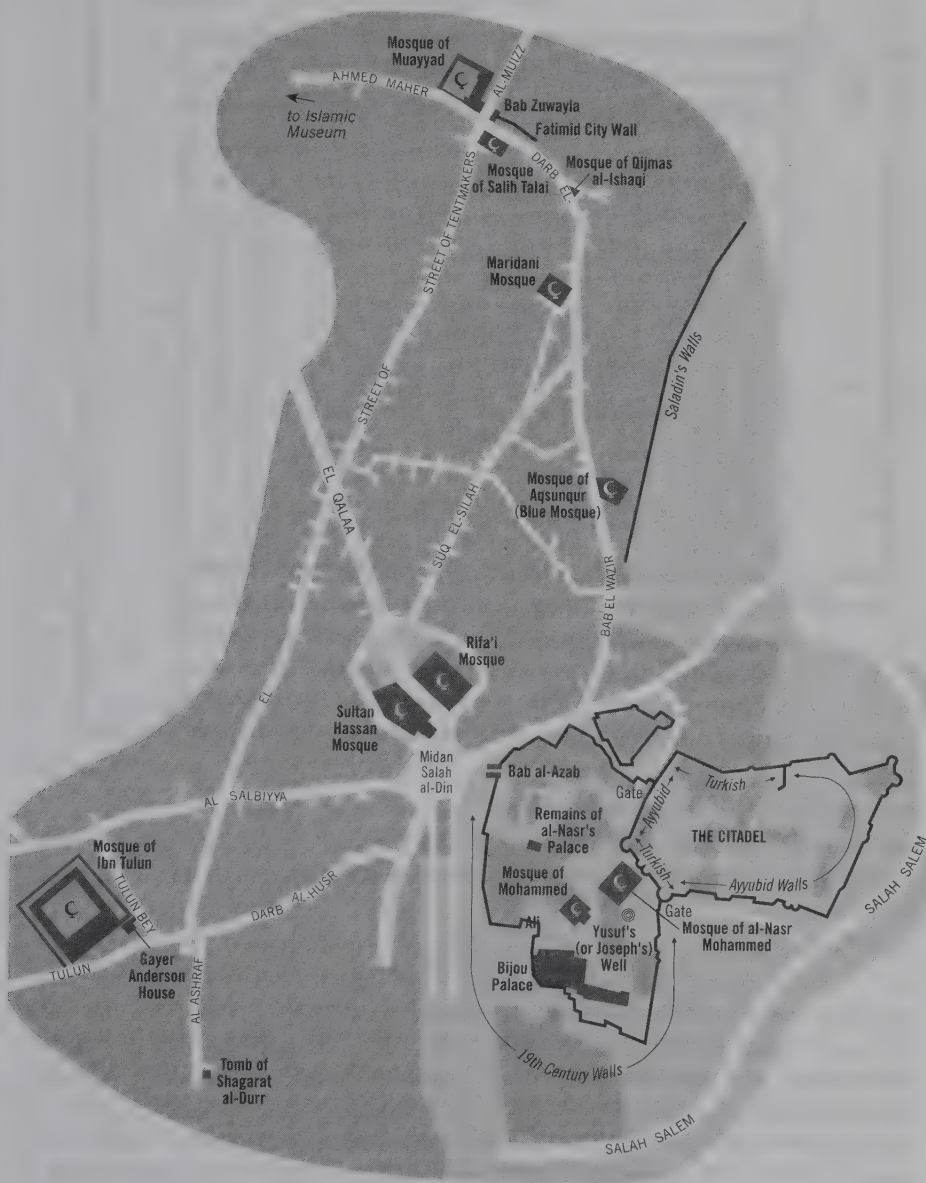 Mosque of
Muayyad
AHMED MAHER
AL-MUIZZ
to Islamic
Museum
Bab Zuwayla
Fatimid City Wall
Mosque
of Salih Talai
DARB EL-
Mosque of Qijmas
al-Ishaqi
STREET OF TENTMAKERS
Maridani
Mosque
Saladin's Walls
STREET OF
EL QALAA
SUQ EL-SILAH
Mosque of
Aqsunqur
(Blue Mosque)
BAB EL WAZIR
Rifa'i
Mosque
EL
Sultan
Hassan
Mosque
Midan
Salah
al-Din
Bab al-Azab
Gate
Ayyubid
Turkish
AL SALBIYYA
Remains of
al-Nasr's
Palace
THE CITADEL
Turkish
Mosque of
Ibn Tulun
TULUN BEY
Mosque of
Mohammed
Ali
Ayyubid Walls
SALAH SALEM
DARB AL-HUSR
Gate
Mosque of al-Nasr
Mohammed
Yusuf's
(or Joseph's)
Well
Gayer
Anderson
House
TULUN
Bijou
Palace
AL ASHRAF
19th Century Walls
Tomb of
Shagarat
al-Durr
SALAH SALEM